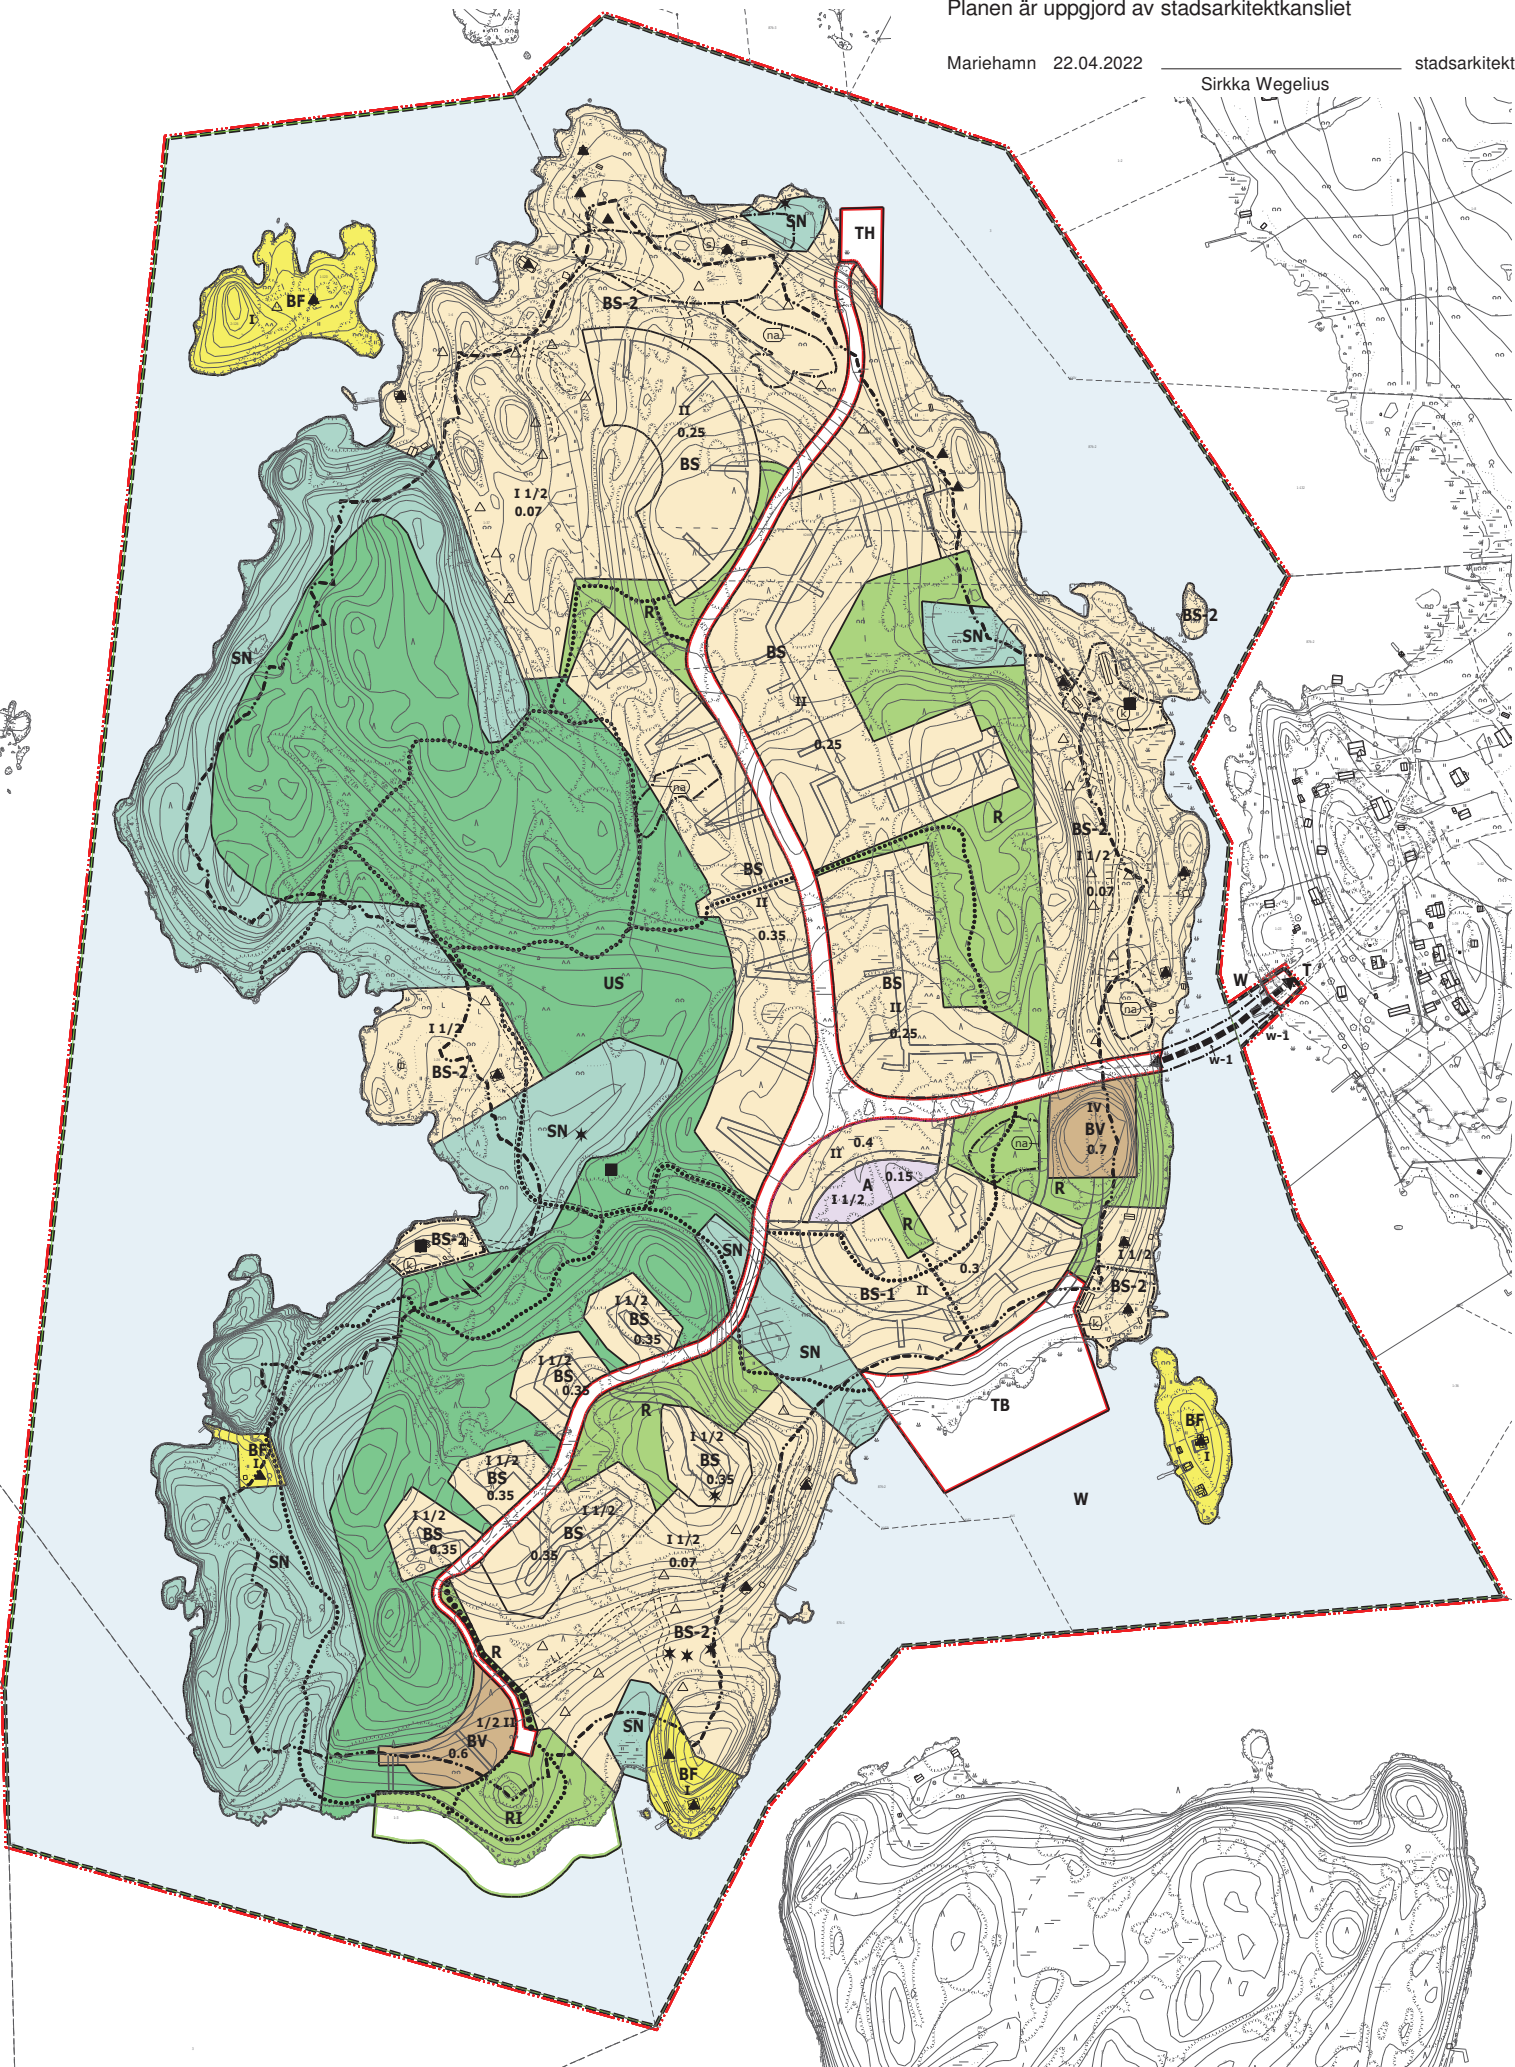 Planen är uppgjord av stadsarkitektkansliet
Mariehamn 22.04.2022 stadsarkitekt
Sirkka Wegelius
SN
TH
BF
I
BS-2
na
II
0.25
BS
I 1/2
0.07
R
BS-2
SN
SN
BS
II
0.25
k
na
R
BS-2
I 1/2
0.07
BS
II
0.35
US
BS
II
0.25
W
T
na
w-1
w-1
I 1/2
BS-2
IV
BV
0.7
SN
0.4
II
na
A
0.15
I 1/2
R
R
BS-2
k
SN
0.3
I 1/2
BS-1
II
BS-2
k
I 1/2
BS
0.35
SN
I 1/2
BS
0.35
R
TB
BF
I
I 1/2
BS
0.35
BF
I
I 1/2
BS
0.35
W
I 1/2
BS
0.35
I 1/2
BS
0.35
I 1/2
0.07
SN
BS-2
R
1/2 II
BV
0.6
SN
BF
I
RI